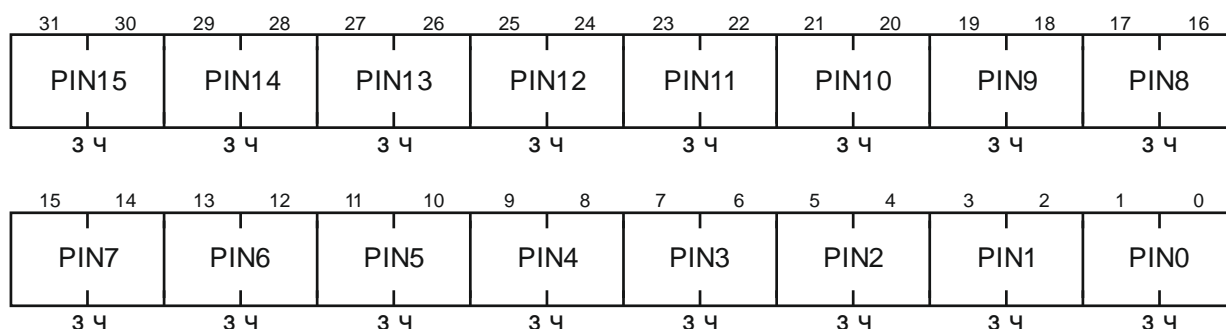 31 30 29 28 27 26 25 24 23 22 21 20 19 18 17 16
PIN15 PIN14 PIN13 PIN12 PIN11 PIN10 PIN9 PIN8
з ч з ч з ч з ч з ч з ч з ч з ч
15 14 13 12 11 10 9 8 7 6 5 4 3 2 1 0
PIN7 PIN6 PIN5 PIN4 PIN3 PIN2 PIN1 PIN0
з ч з ч з ч з ч з ч з ч з ч з ч